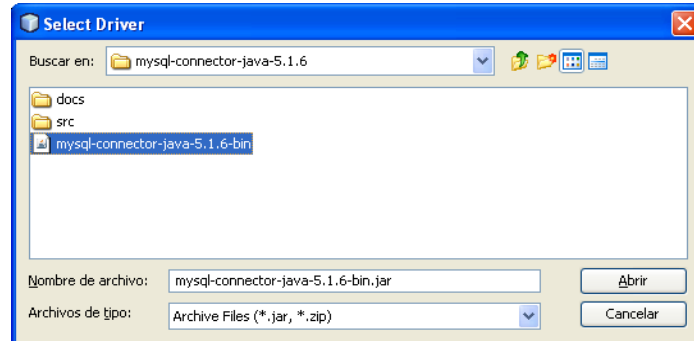 Select Driver
Buscar en: mysql-connector-java-5.1.6
docs
src
mysql-connector-java-5.1.6-bin
Nombre de archivo: mysql-connector-java-5.1.6-bin.jar Abrir
Archivos de tipo: Archive Files (*.jar, *.zip) Cancelar